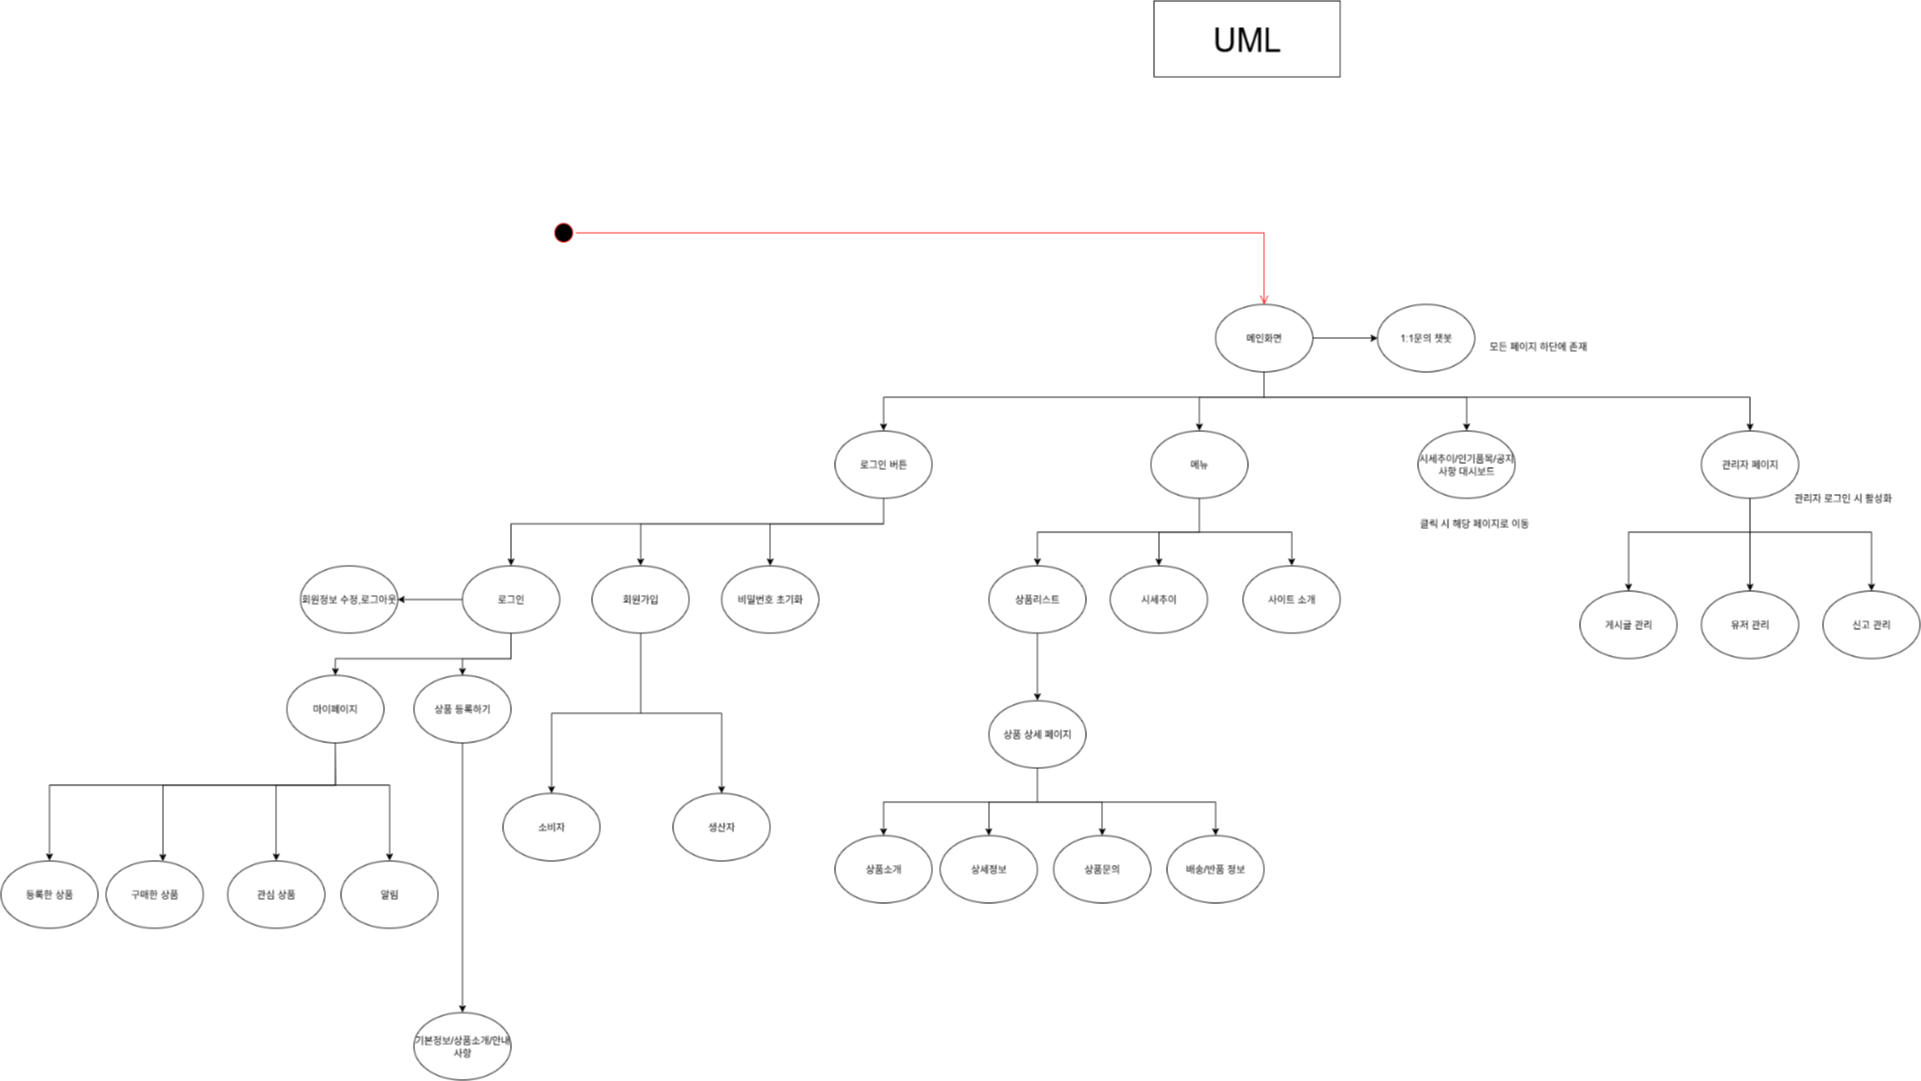 UML
메인화면
1:1문의 챗봇
모든 페이지 하단에 존재
로그인 버튼
메뉴
시세추이/인기품목/공지
사항 대시보드
관리자 페이지
관리자 로그인 시 활성화
클릭 시 해당 페이지로 이동
회원정보 수정,로그아웃
로그인
회원가입
비밀번호 초기화
상품리스트
시세추이
사이트 소개
게시글 관리
유저 관리
신고 관리
마이페이지
상품 등록하기
상품 상세 페이지
소비자
생산자
상품소개
상세정보
상품문의
배송/반품 정보
등록한 상품
구매한 상품
관심 상품
알림
기본정보/상품소개/안내
사항